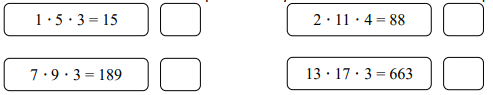 1 · 5 · 3 = 15
2 · 11 · 4 = 88
7 · 9 · 3 = 189
13 · 17 · 3 = 663